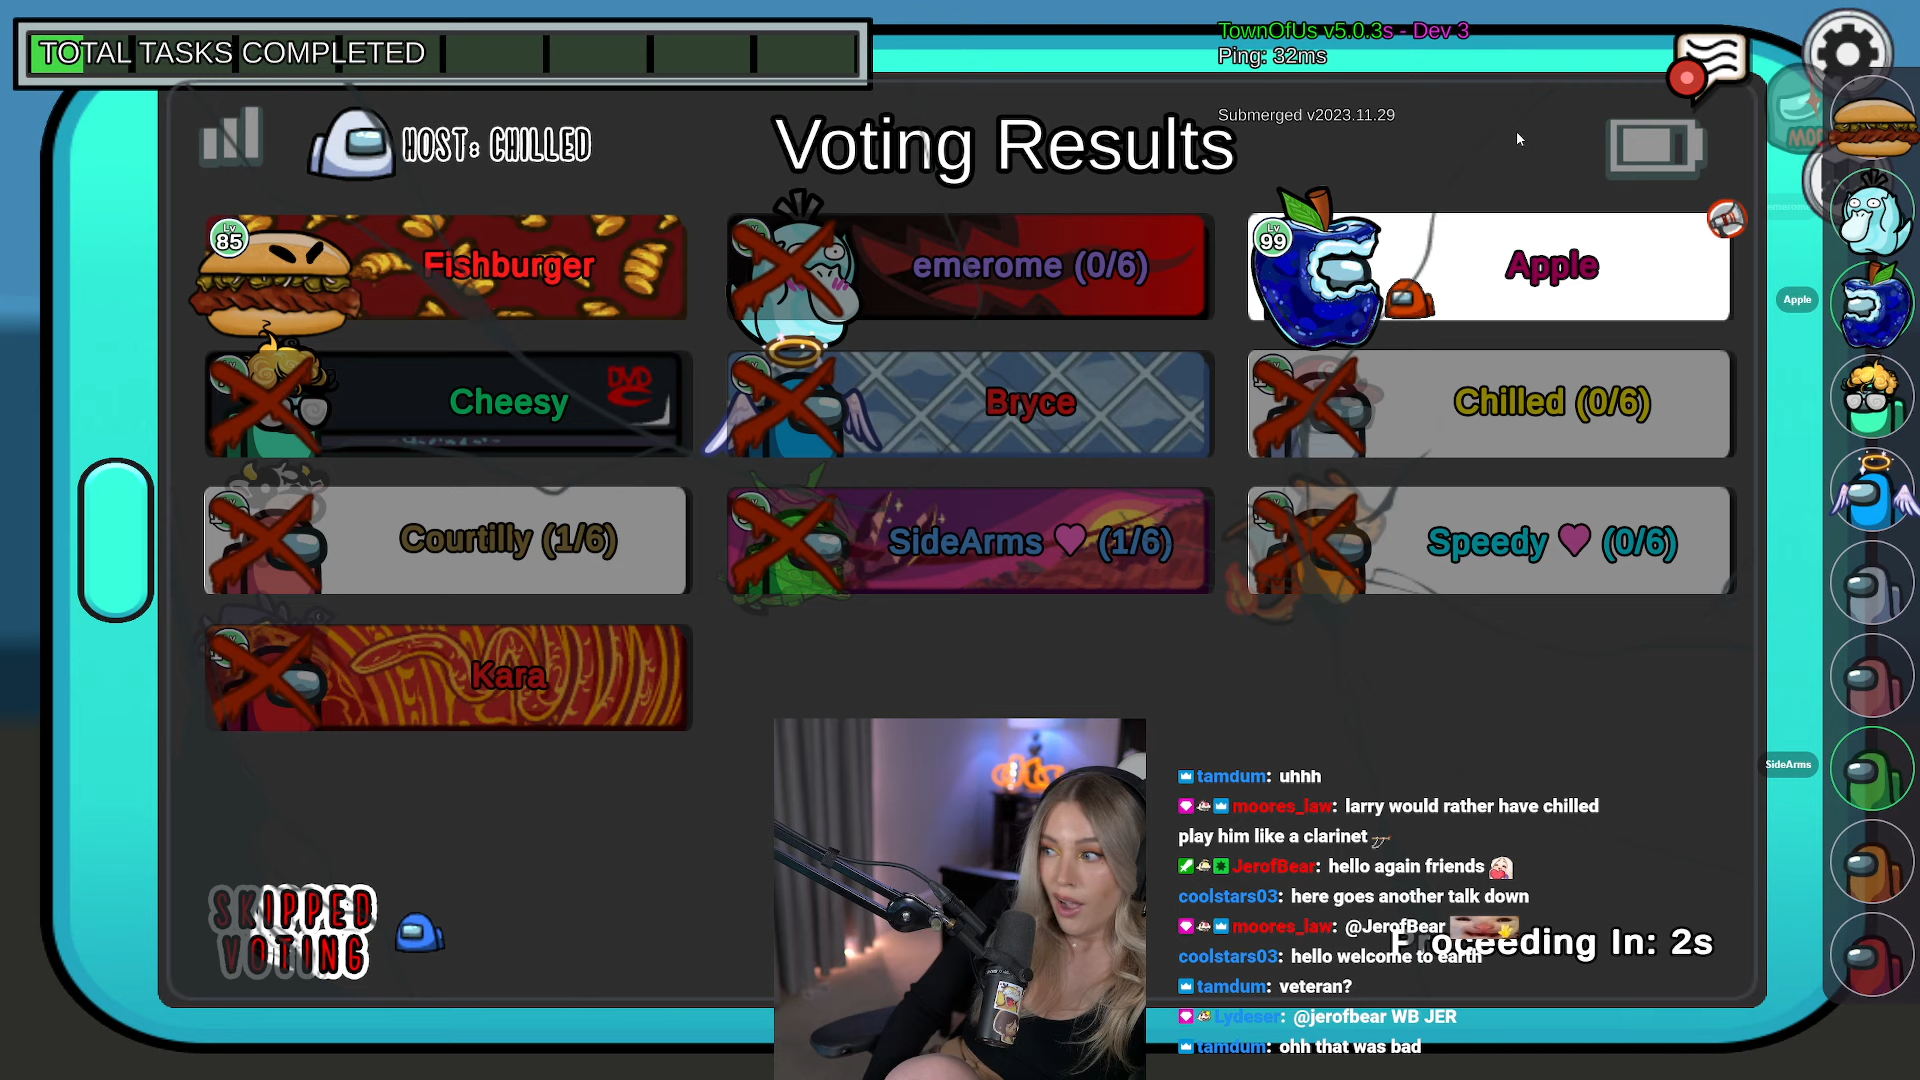 TOTAL TASKS COMPLETED
TownOfUs v5.0.3s - Dev 3
Ping: 32ms
Submerged v2023.11.29
HOST: CHILLED
Voting Results
Lv 85
Fishburger
emerome (0/6)
Lv 99
Apple
Apple
Cheesy
DVD
Bryce
Chilled (0/6)
Courtilly (1/6)
SideArms ♥ (1/6)
Speedy ♥ (0/6)
Kara
SideArms
SKIPPED
VOTING
Proceeding In: 2s
tamdum: uhhh
moores_law: larry would rather have chilled
play him like a clarinet
JerofBear: hello again friends
coolstars03: here goes another talk down
moores_law: @JerofBear
coolstars03: hello welcome to earth
tamdum: veteran?
Lydeser: @jerofbear WB JER
tamdum: ohh that was bad